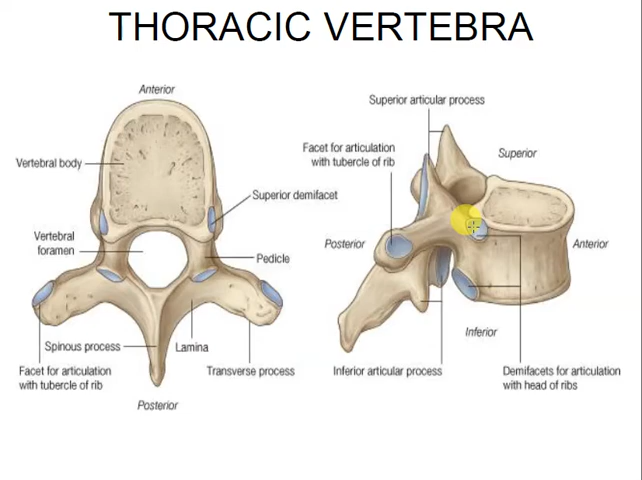 THORACIC VERTEBRA
Anterior
Vertebral body
Superior demifacet
Vertebral
foramen
Pedicle
Spinous process
Lamina
Facet for articulation
with tubercle of rib
Transverse process
Posterior
Superior articular process
Facet for articulation
with tubercle of rib
Superior
Posterior
Anterior
Inferior
Inferior articular process
Demifacets for articulation
with head of ribs